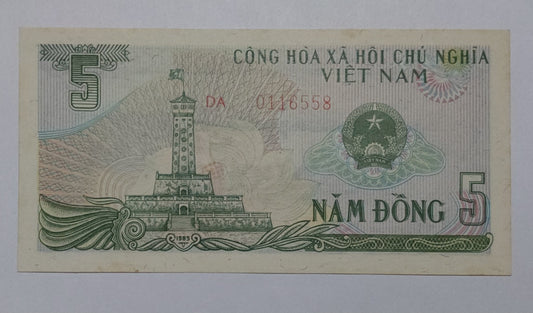 5
CỘNG HÒA XÃ HỘI CHỦ NGHĨA
VIỆT NAM
DA 0116558
NĂM ĐỒNG
5
1985